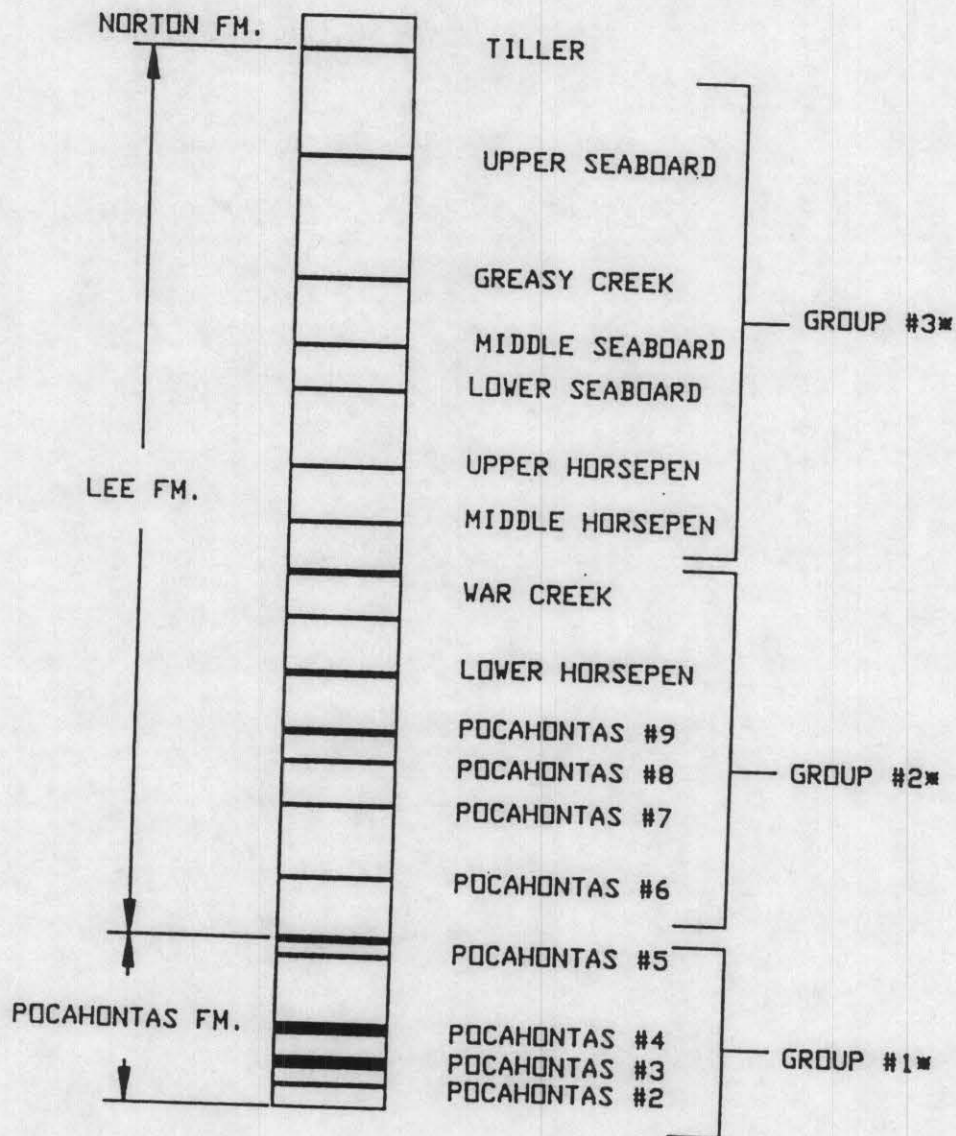 NORTON FM.
TILLER
UPPER SEABOARD
GREASY CREEK
GROUP #3*
MIDDLE SEABOARD
LOWER SEABOARD
UPPER HORSEPEN
LEE FM.
MIDDLE HORSEPEN
WAR CREEK
LOWER HORSEPEN
POCAHONTAS #9
POCAHONTAS #8
GROUP #2*
POCAHONTAS #7
POCAHONTAS #6
POCAHONTAS #5
POCAHONTAS FM.
POCAHONTAS #4
GROUP #1*
POCAHONTAS #3
POCAHONTAS #2